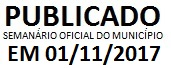 PUBLICADO
SEMANÁRIO OFICIAL DO MUNICÍPIO
EM 01/11/2017